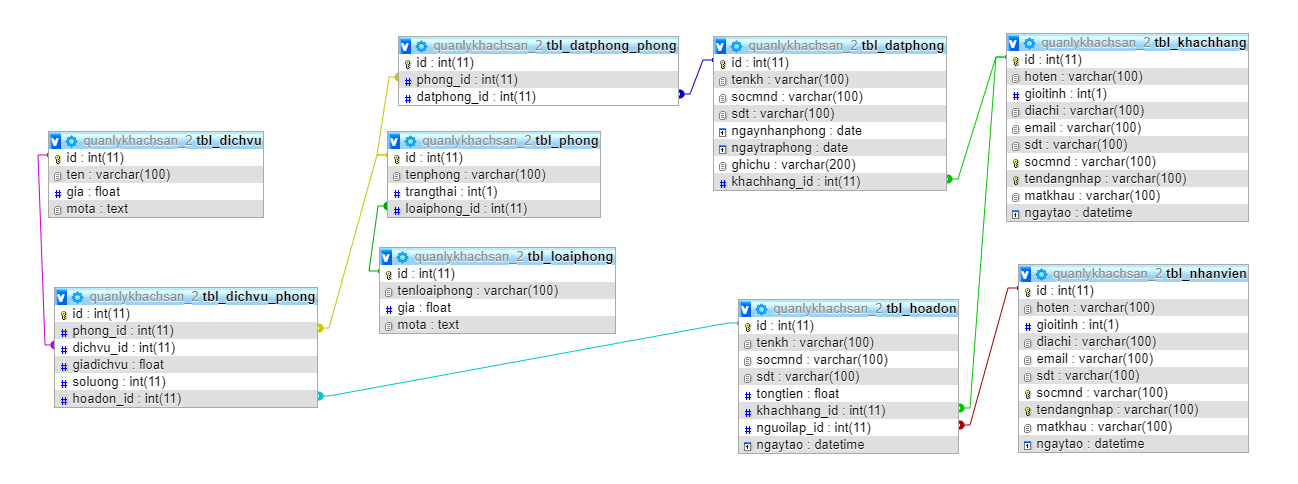 quanlykhachsan_2 tbl_datphong_phong
id : int(11)
phong_id : int(11)
datphong_id : int(11)
quanlykhachsan_2 tbl_datphong
id : int(11)
tenkh : varchar(100)
socmnd : varchar(100)
sdt : varchar(100)
ngaynhanphong : date
ngaytraphong : date
ghichu : varchar(200)
khachhang_id : int(11)
quanlykhachsan_2 tbl_khachhang
id : int(11)
hoten : varchar(100)
gioitinh : int(1)
diachi : varchar(100)
email : varchar(100)
sdt : varchar(100)
socmnd : varchar(100)
tendangnhap : varchar(100)
matkhau : varchar(100)
ngaytao : datetime
quanlykhachsan_2 tbl_dichvu
id : int(11)
ten : varchar(100)
gia : float
mota : text
quanlykhachsan_2 tbl_phong
id : int(11)
tenphong : varchar(100)
trangthai : int(1)
loaiphong_id : int(11)
quanlykhachsan_2 tbl_loaiphong
id : int(11)
tenloaiphong : varchar(100)
gia : float
mota : text
quanlykhachsan_2 tbl_dichvu_phong
id : int(11)
phong_id : int(11)
dichvu_id : int(11)
giadichvu : float
soluong : int(11)
hoadon_id : int(11)
quanlykhachsan_2 tbl_hoadon
id : int(11)
tenkh : varchar(100)
socmnd : varchar(100)
sdt : varchar(100)
tongtien : float
khachhang_id : int(11)
nguoilap_id : int(11)
ngaytao : datetime
quanlykhachsan_2 tbl_nhanvien
id : int(11)
hoten : varchar(100)
gioitinh : int(1)
diachi : varchar(100)
email : varchar(100)
sdt : varchar(100)
socmnd : varchar(100)
tendangnhap : varchar(100)
matkhau : varchar(100)
ngaytao : datetime